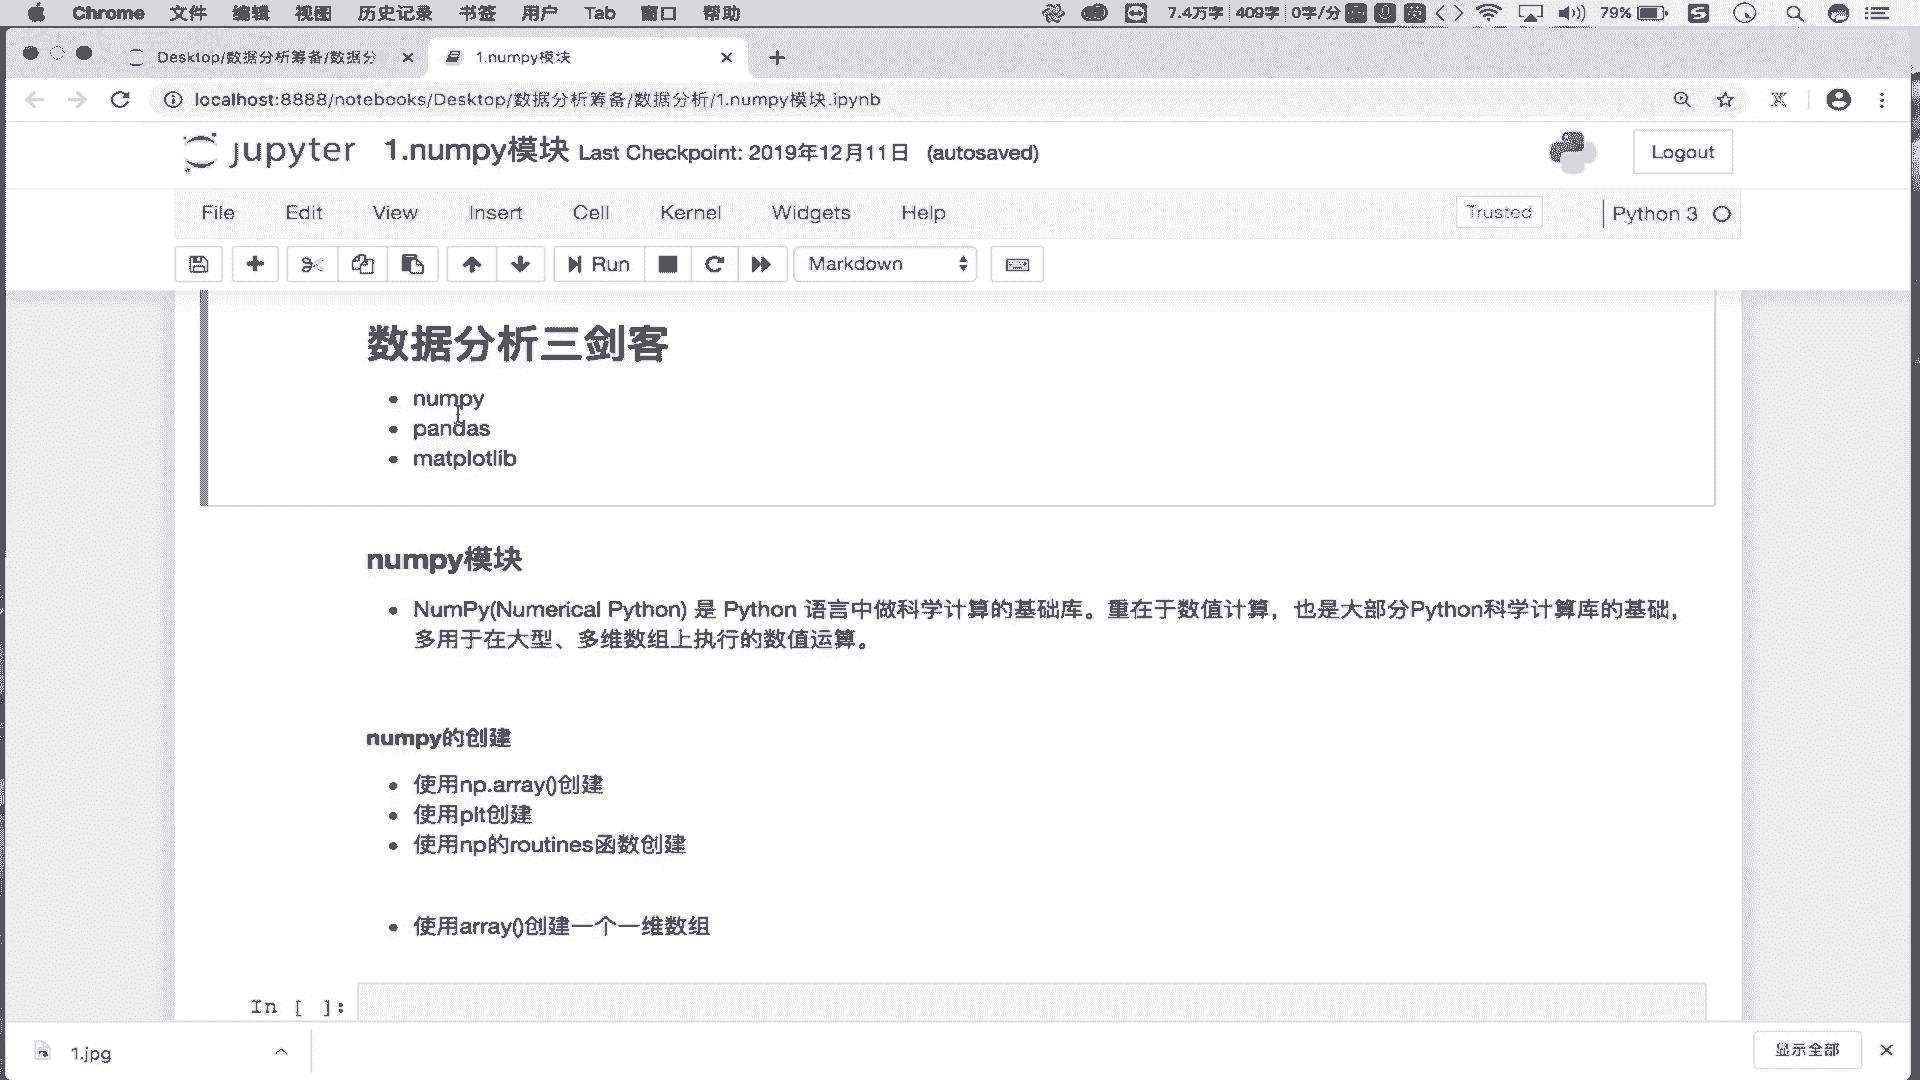 Chrome 文件 编辑 视图 历史记录 书签 用户 Tab 窗口 帮助 7.4万字 409字 0字/分 英 79%
Desktop/数据分析筹备/数据分 1.numpy模块
localhost:8888/notebooks/Desktop/数据分析筹备/数据分析/1.numpy模块.ipynb
jupyter 1.numpy模块 Last Checkpoint: 2019年12月11日 (autosaved) Logout
File Edit View Insert Cell Kernel Widgets Help Trusted Python 3
Run Markdown
数据分析三剑客
numpy
pandas
matplotlib
numpy模块
NumPy(Numerical Python) 是 Python 语言中做科学计算的基础库。重在于数值计算，也是大部分Python科学计算库的基础，
多用于在大型、多维数组上执行的数值运算。
numpy的创建
使用np.array()创建
使用plt创建
使用np的routines函数创建
使用array()创建一个一维数组
In [ ]:
1.jpg 显示全部